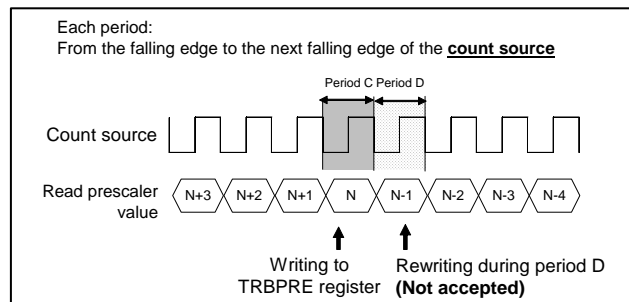 Each period:
From the falling edge to the next falling edge of the count source
Period C Period D
Count source
Read prescaler
value
N+3 N+2 N+1 N N-1 N-2 N-3 N-4
Writing to
TRBPRE register
Rewriting during period D
(Not accepted)